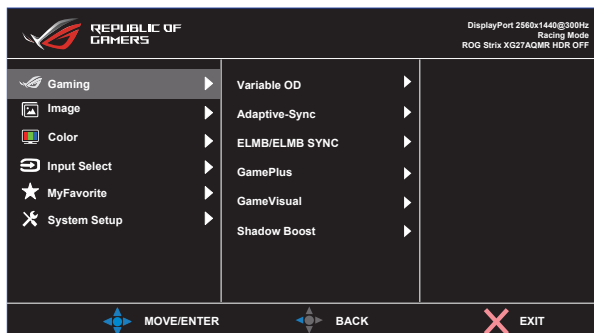 REPUBLIC OF
GAMERS
DisplayPort 2560x1440@300Hz
Racing Mode
ROG Strix XG27AQMR HDR OFF
Gaming
Image
Color
Input Select
MyFavorite
System Setup
Variable OD
Adaptive-Sync
ELMB/ELMB SYNC
GamePlus
GameVisual
Shadow Boost
MOVE/ENTER
BACK
EXIT